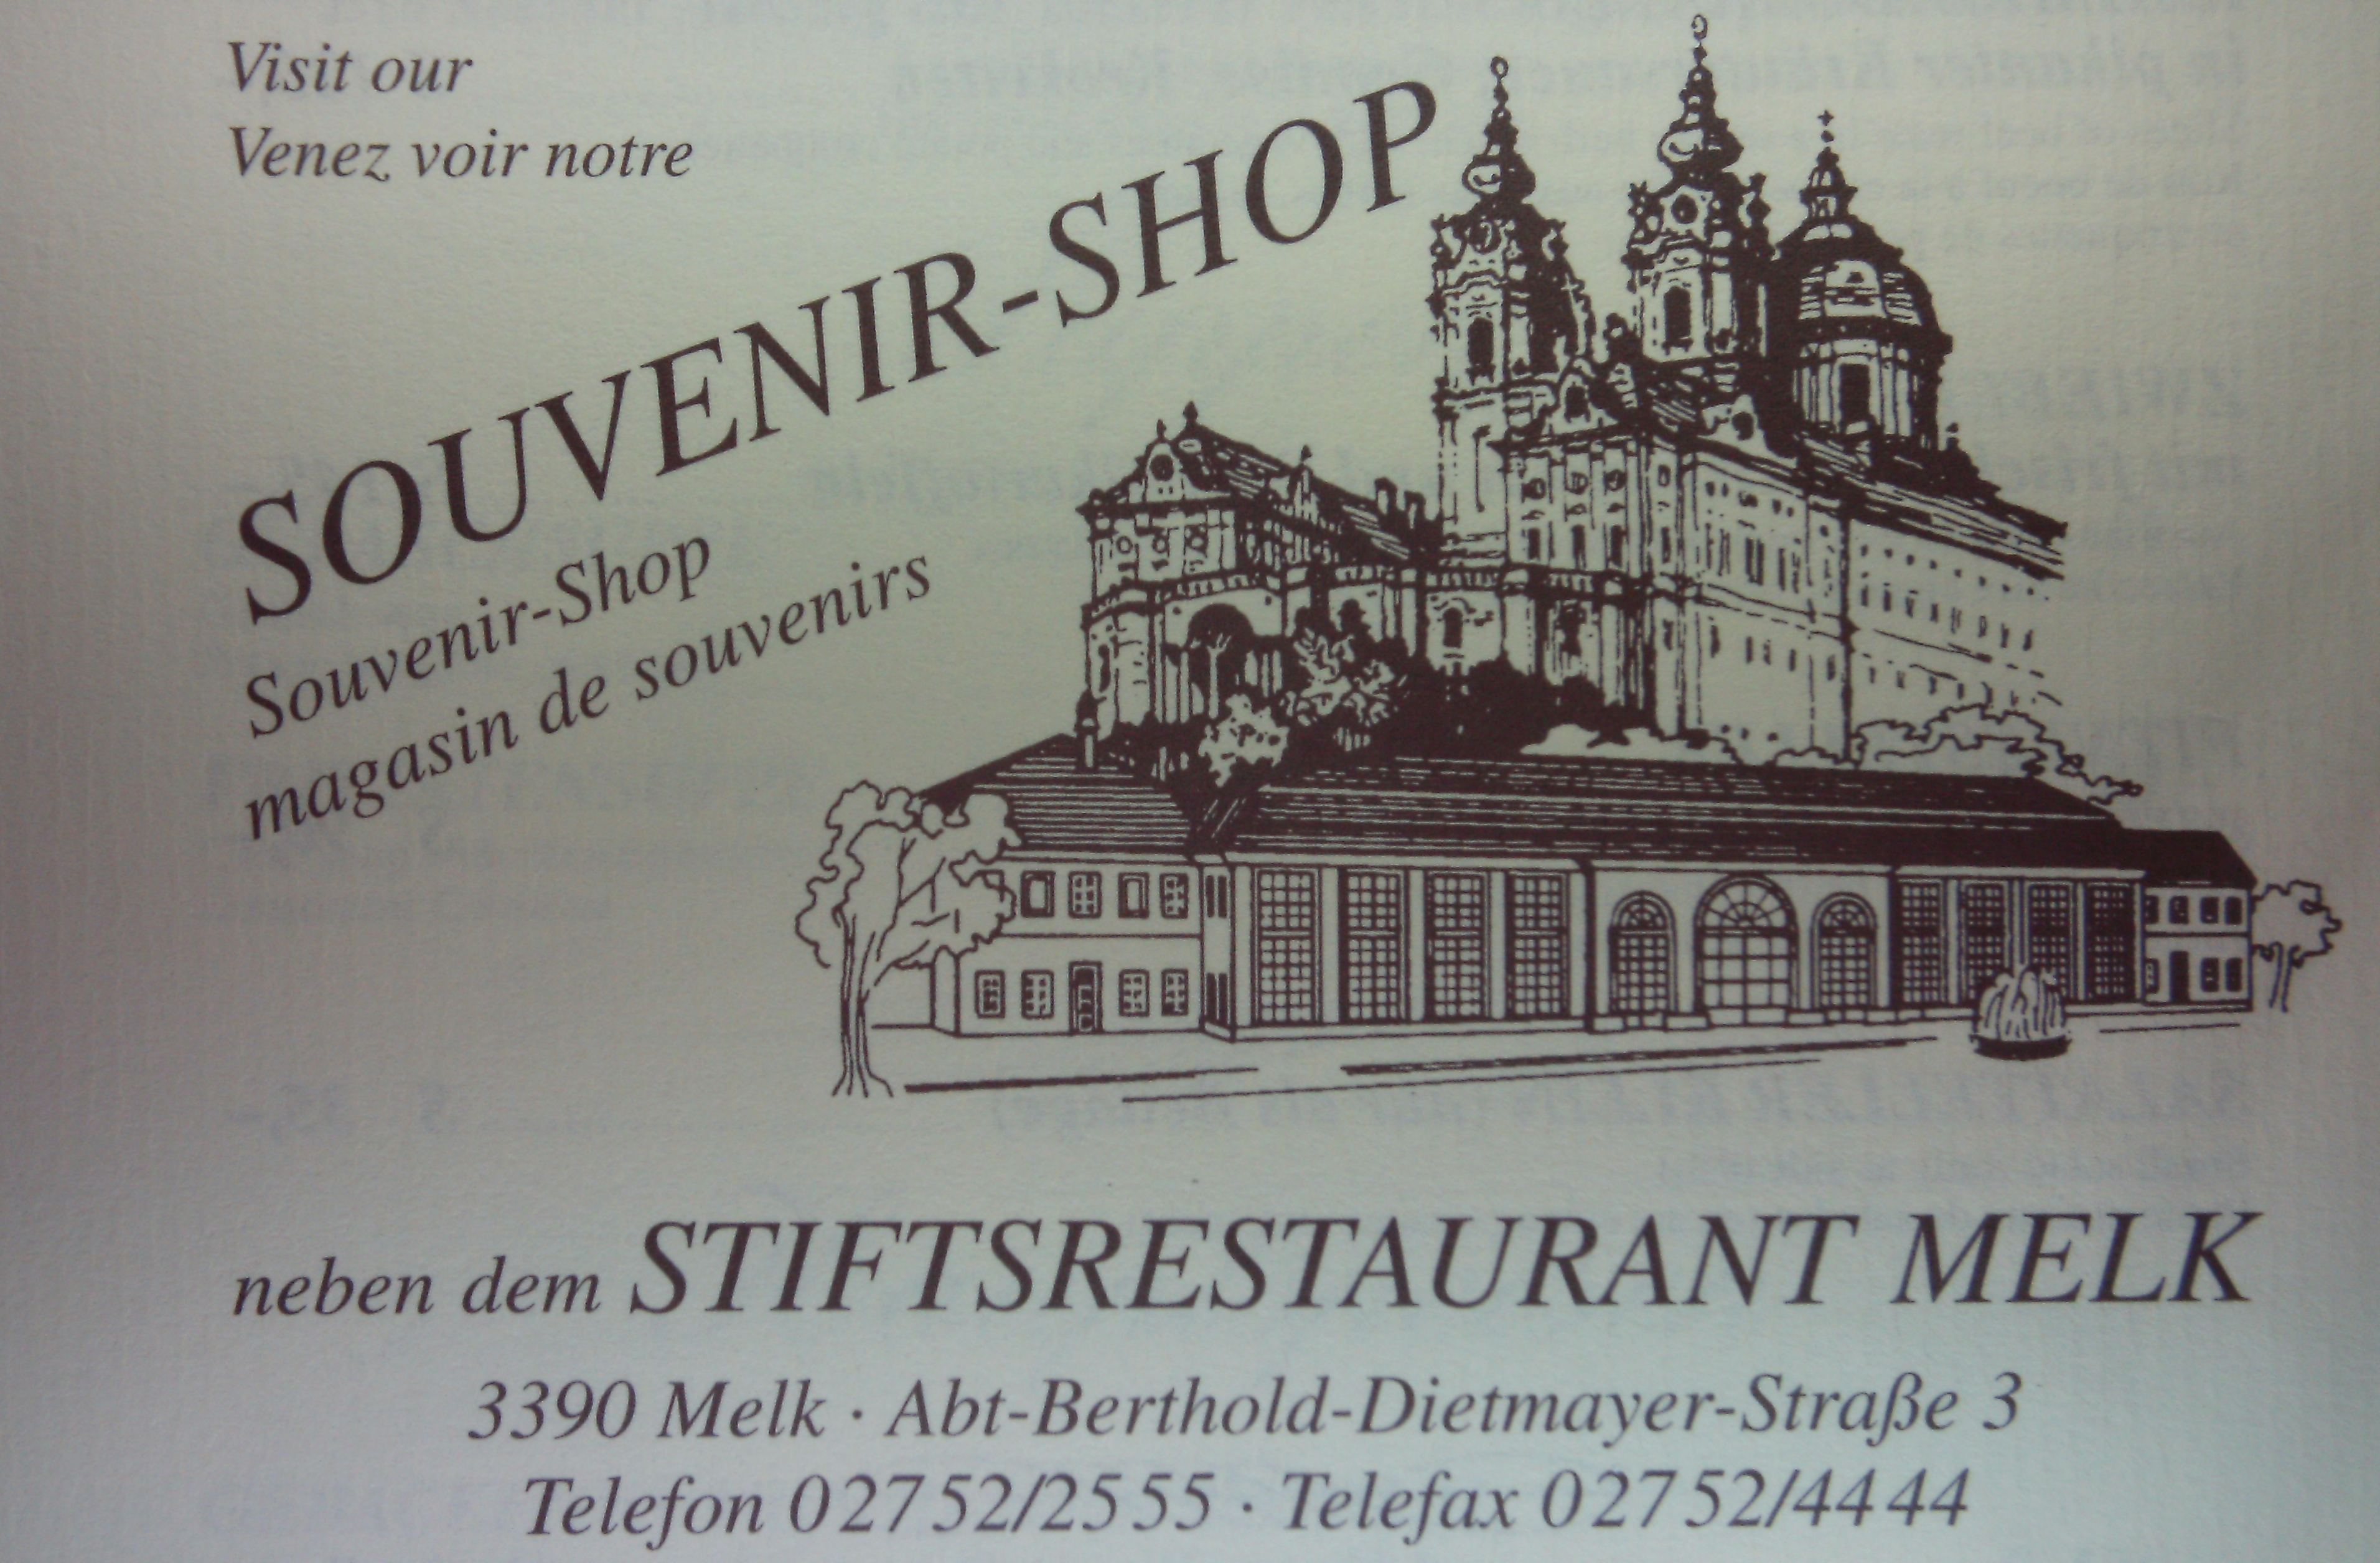 Visit our
Venez voir notre
SOUVENIR-SHOP
Souvenir-Shop
magasin de souvenirs
neben dem STIFTSRESTAURANT MELK
3390 Melk · Abt-Berthold-Dietmayer-Straße 3
Telefon 02752/2555 · Telefax 02752/4444